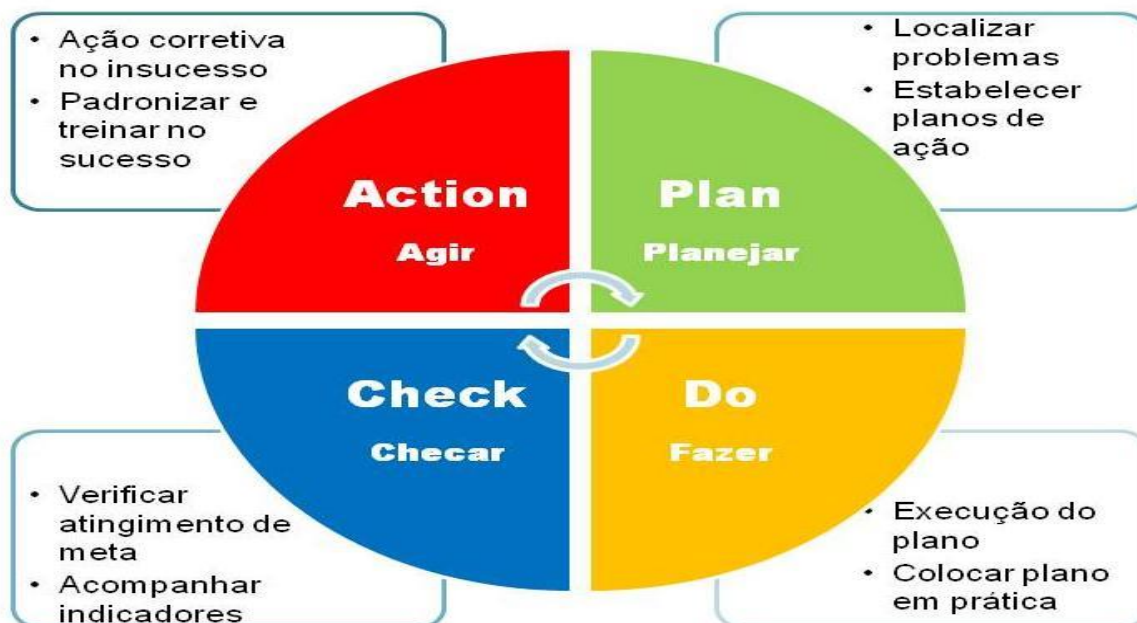 • Ação corretiva
no insucesso
• Padronizar e
treinar no
sucesso
• Localizar
problemas
• Estabelecer
planos de
ação
Action
Agir
Plan
Planejar
Check
Checar
Do
Fazer
• Verificar
atingimento de
meta
• Acompanhar
indicadores
• Execução do
plano
• Colocar plano
em prática